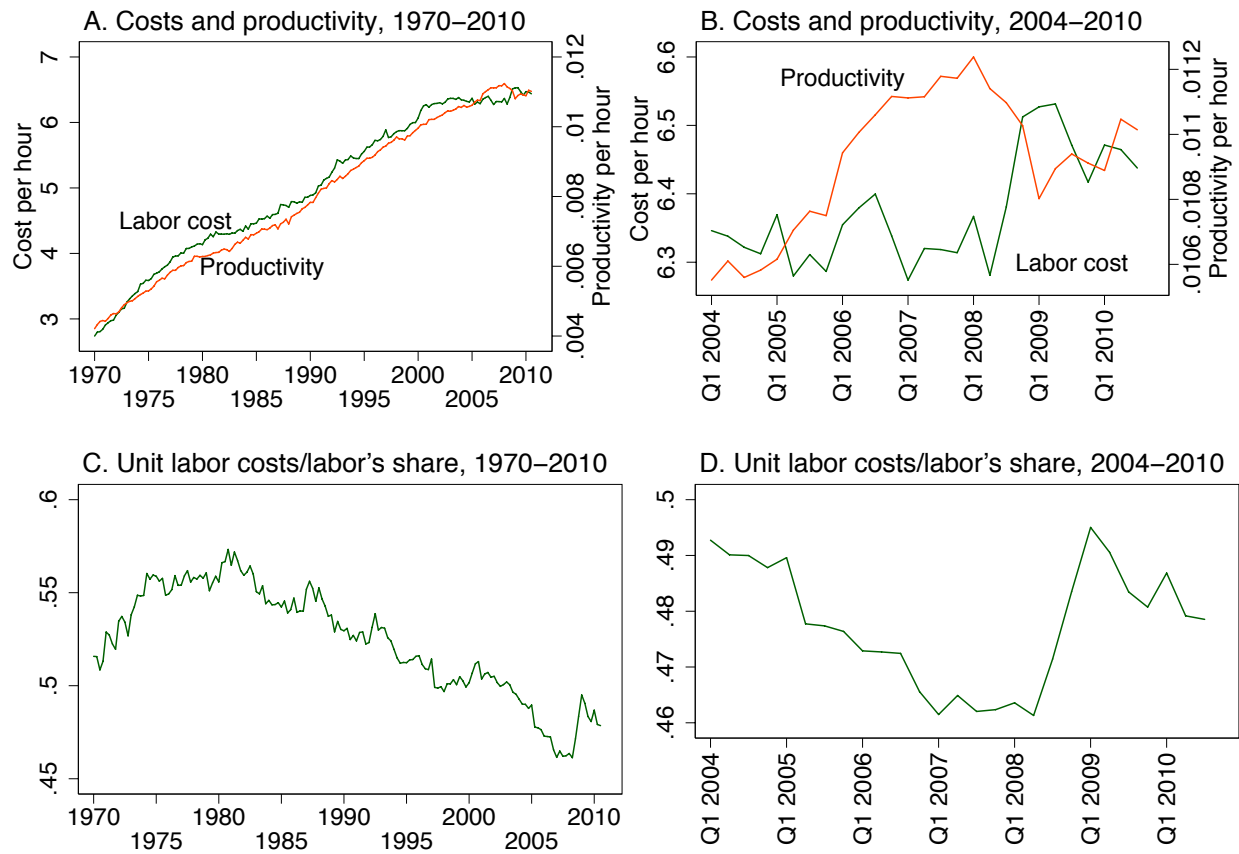 A. Costs and productivity, 1970–2010
Cost per hour
7
6
5
4
3
Labor cost
Productivity
.012
.01
.008
.006
.004
Productivity per hour
1970
1975
1980
1985
1990
1995
2000
2005
2010
B. Costs and productivity, 2004–2010
Cost per hour
6.6
6.5
6.4
6.3
Productivity
Labor cost
.0112
.011
.0108
.0106
Productivity per hour
Q1 2004
Q1 2005
Q1 2006
Q1 2007
Q1 2008
Q1 2009
Q1 2010
C. Unit labor costs/labor's share, 1970–2010
.6
.55
.5
.45
1970
1975
1980
1985
1990
1995
2000
2005
2010
D. Unit labor costs/labor's share, 2004–2010
.5
.49
.48
.47
.46
Q1 2004
Q1 2005
Q1 2006
Q1 2007
Q1 2008
Q1 2009
Q1 2010